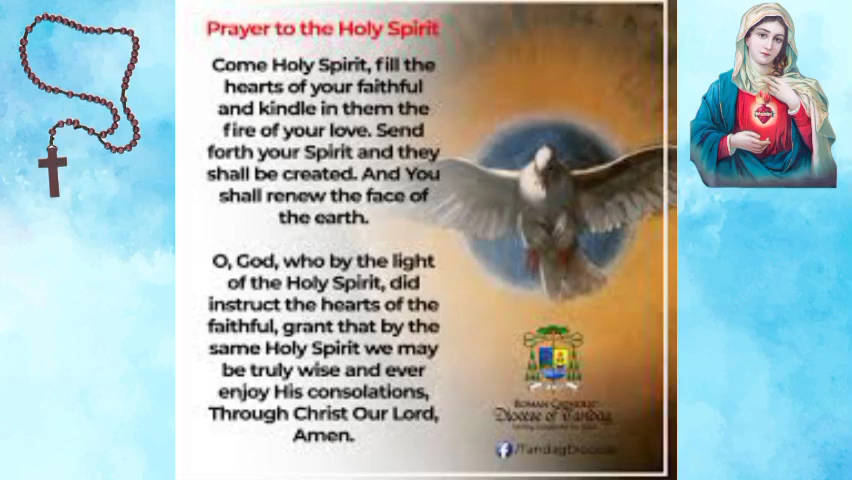 Prayer to the Holy Spirit
Come Holy Spirit, fill the
hearts of your faithful
and kindle in them the
fire of your love. Send
forth your Spirit and they
shall be created. And You
shall renew the face of
the earth.
O, God, who by the light
of the Holy Spirit, did
instruct the hearts of the
faithful, grant that by the
same Holy Spirit we may
be truly wise and ever
enjoy His consolations,
Through Christ Our Lord,
Amen.
ROMAN CATHOLIC
Diocese of Tandag
/TandagDiocese